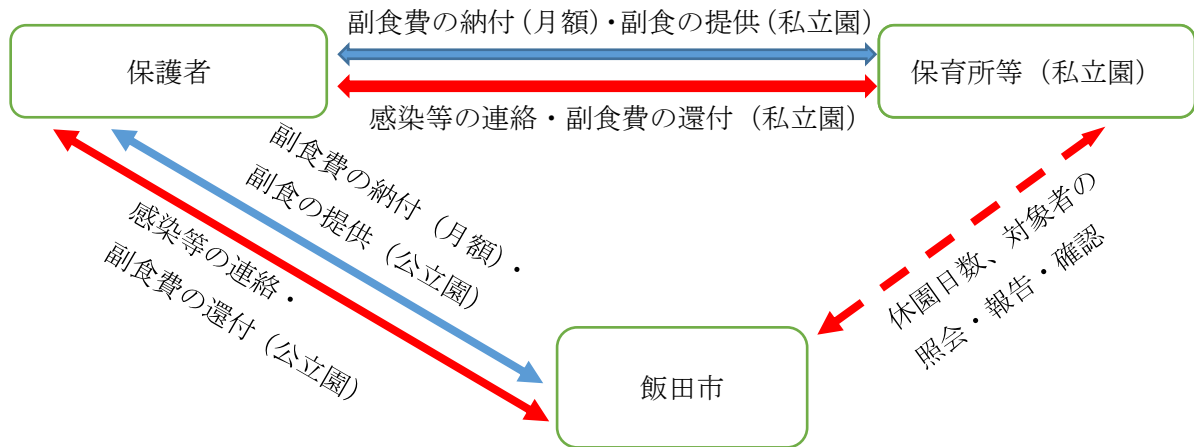 副食費の納付(月額)・副食の提供(私立園)
保護者
保育所等(私立園)
感染等の連絡・副食費の還付(私立園)
副食費の納付(月額)・
副食の提供(公立園)
感染等の連絡・
副食費の還付(公立園)
休園日数、対象者の
照会・報告・確認
飯田市